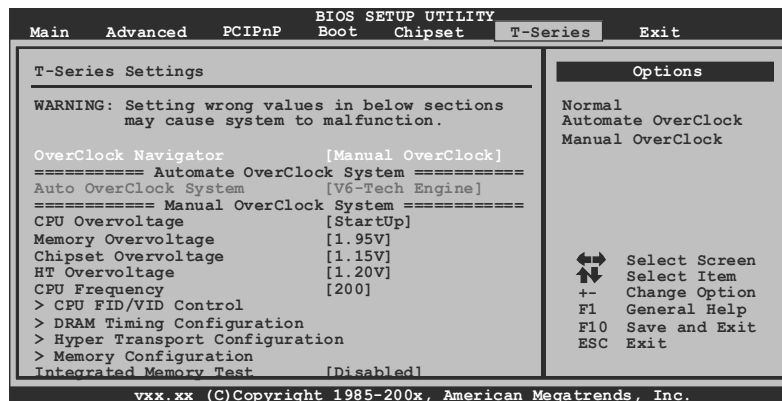 BIOS SETUP UTILITY
Main Advanced PCIPnP Boot Chipset T-Series Exit
T-Series Settings
WARNING: Setting wrong values in below sections
may cause system to malfunction.
OverClock Navigator [Manual OverClock]
=========== Automate OverClock System ===========
Auto OverClock System [V6-Tech Engine]
============ Manual OverClock System ============
CPU Overvoltage [StartUp]
Memory Overvoltage [1.95V]
Chipset Overvoltage [1.15V]
HT Overvoltage [1.20V]
CPU Frequency [200]
> CPU FID/VID Control
> DRAM Timing Configuration
> Hyper Transport Configuration
> Memory Configuration
Integrated Memory Test [Disabled]
Options
Normal
Automate OverClock
Manual OverClock
Select Screen
Select Item
+- Change Option
F1 General Help
F10 Save and Exit
ESC Exit
vxx.xx (C)Copyright 1985-200x, American Megatrends, Inc.